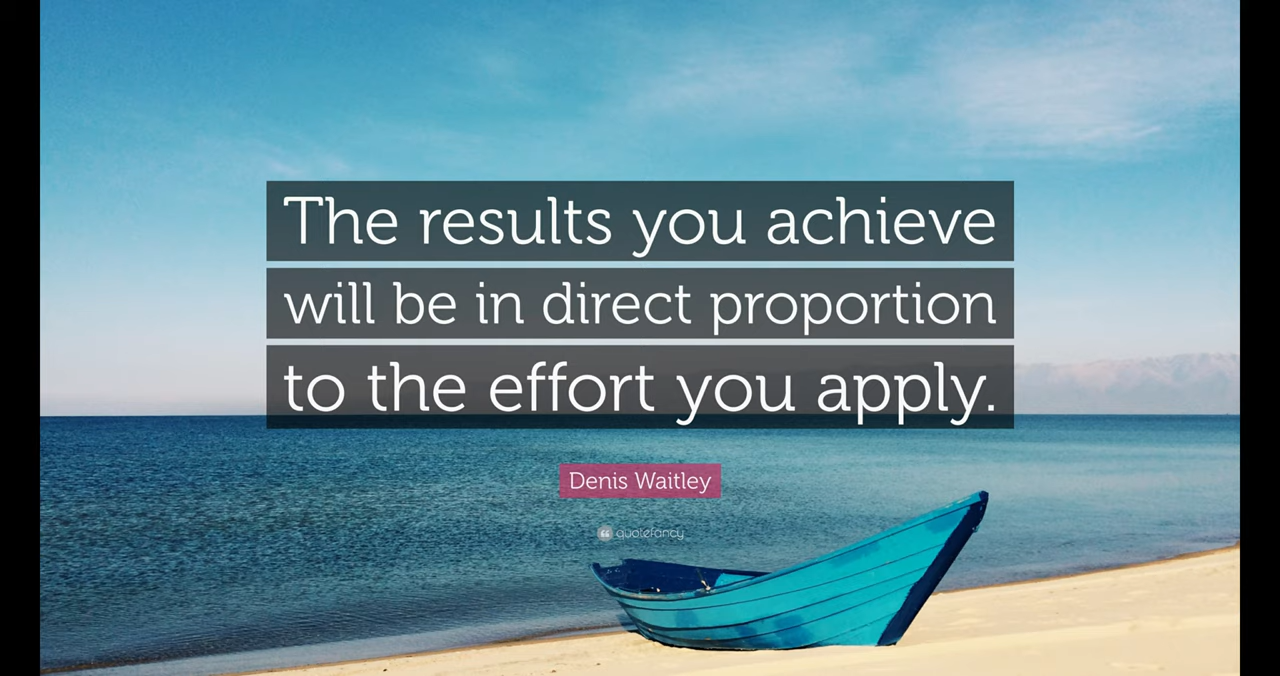 The results you achieve
will be in direct proportion
to the effort you apply.
Denis Waitley
quotefancy